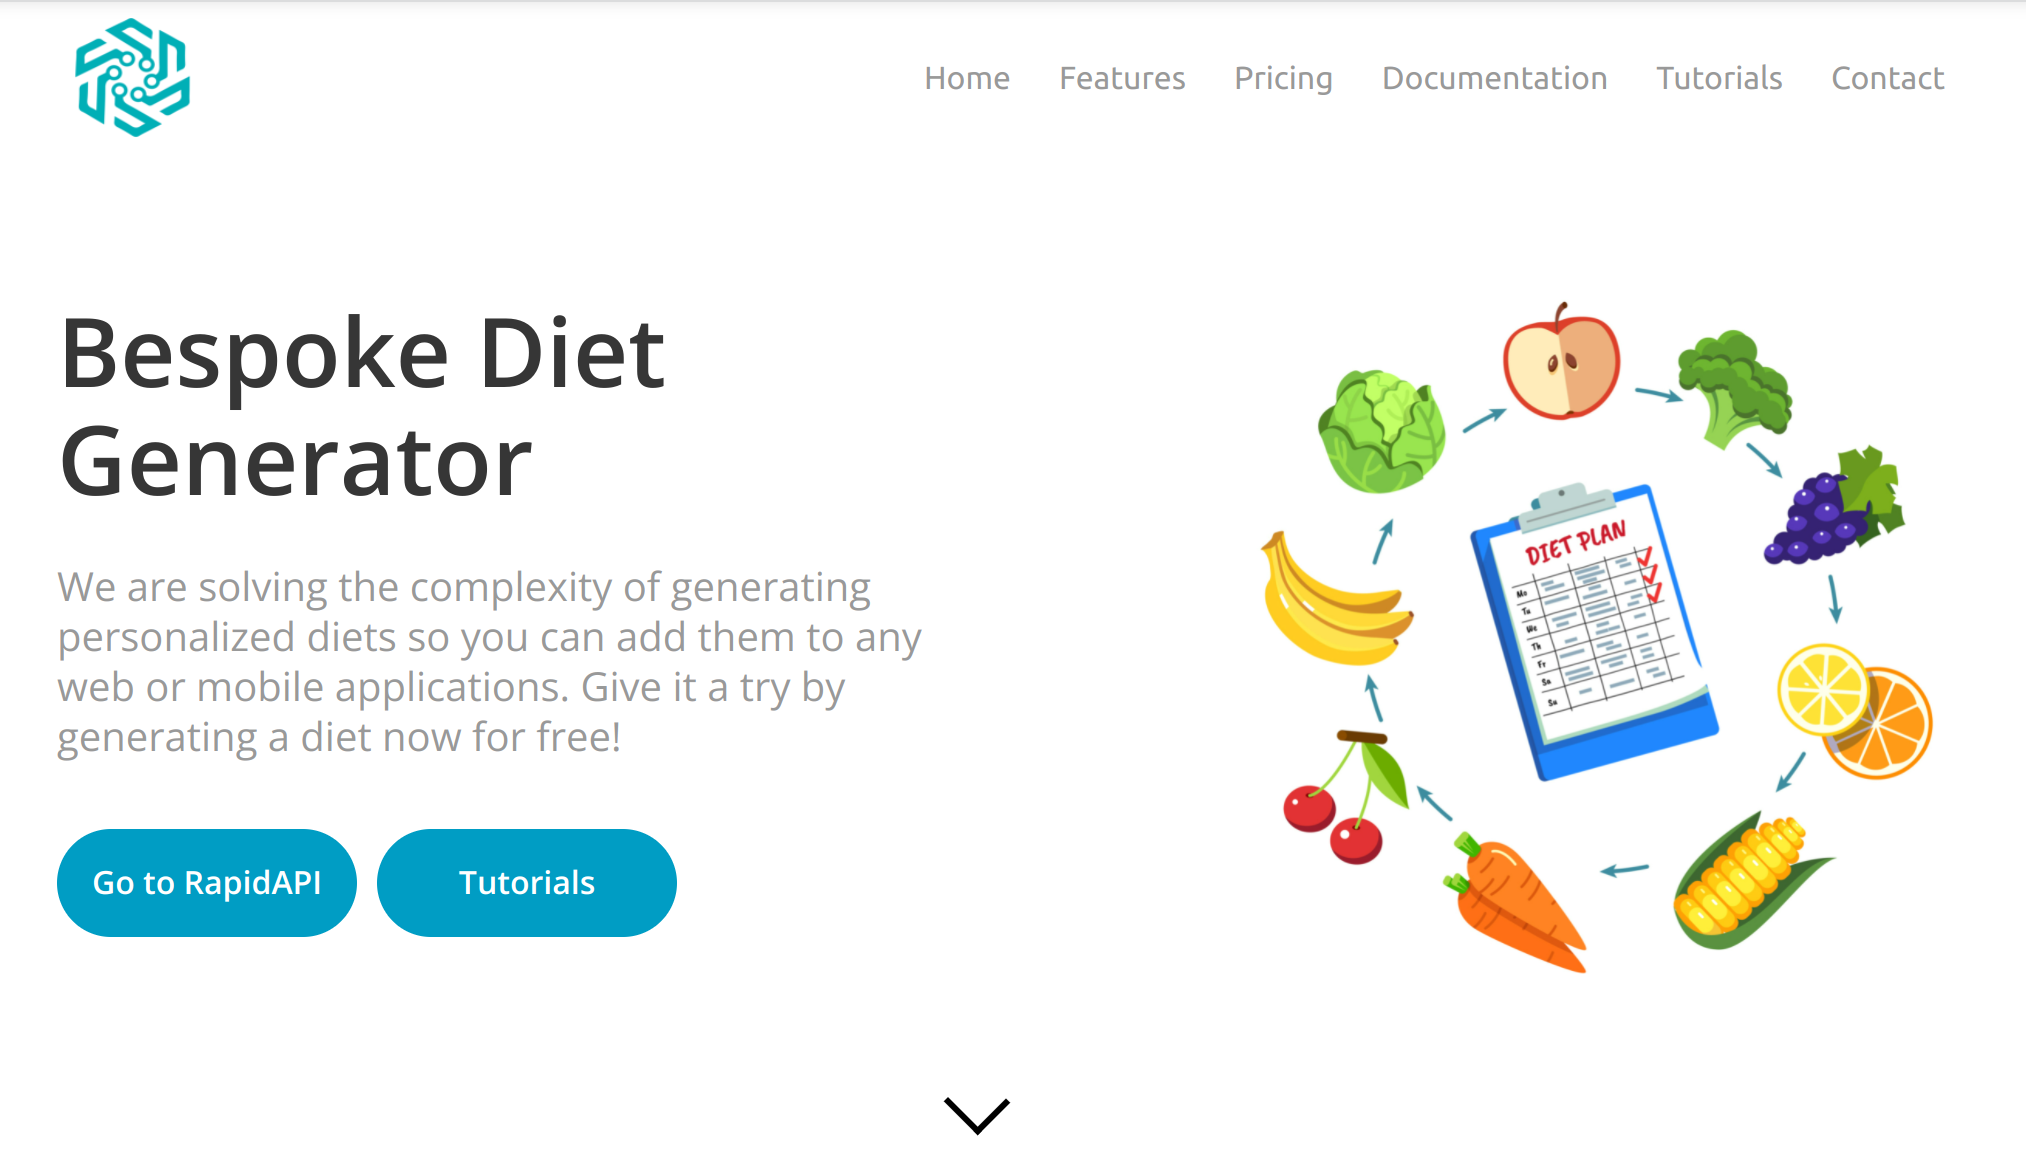 Home Features Pricing Documentation Tutorials Contact
Bespoke Diet
Generator
We are solving the complexity of generating
personalized diets so you can add them to any
web or mobile applications. Give it a try by
generating a diet now for free!
Go to RapidAPI Tutorials
DIET PLAN
Mo
Tu
We
Th
Fr
Sa
Su